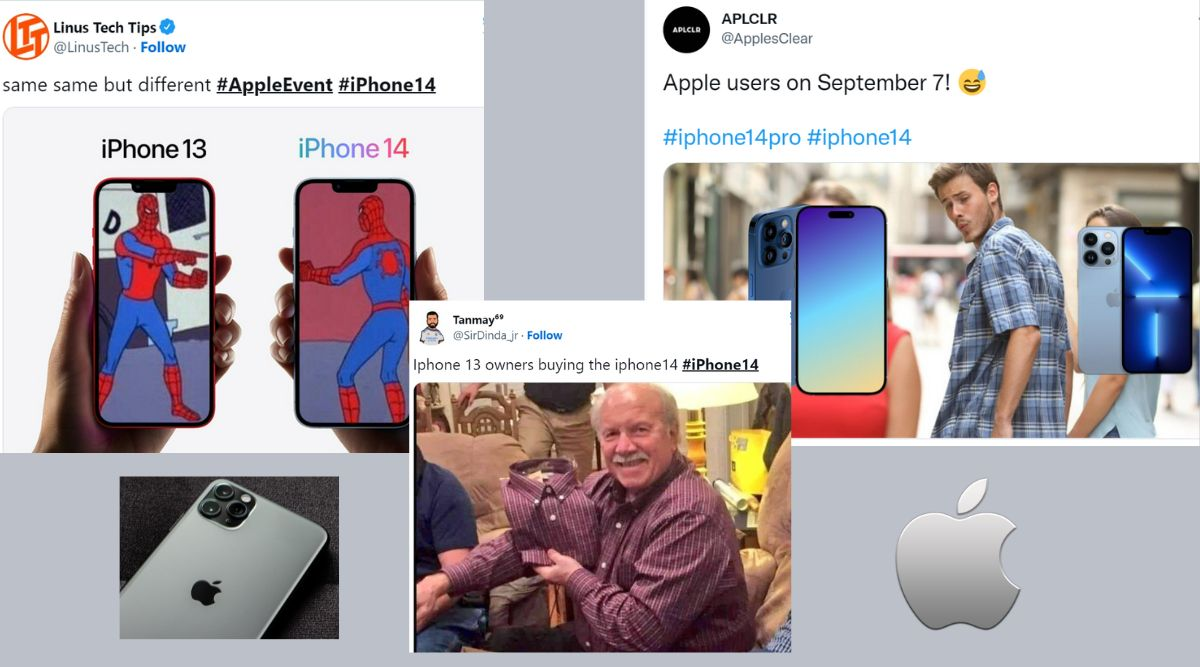 Linus Tech Tips
@LinusTech · Follow
same same but different #AppleEvent #iPhone14
iPhone 13
iPhone 14
D
APLCLR
APLCLR
@ApplesClear
Apple users on September 7! 😅
#iphone14pro #iphone14
Tanmay⁶⁹
@SirDinda_jr · Follow
Iphone 13 owners buying the iphone14 #iPhone14